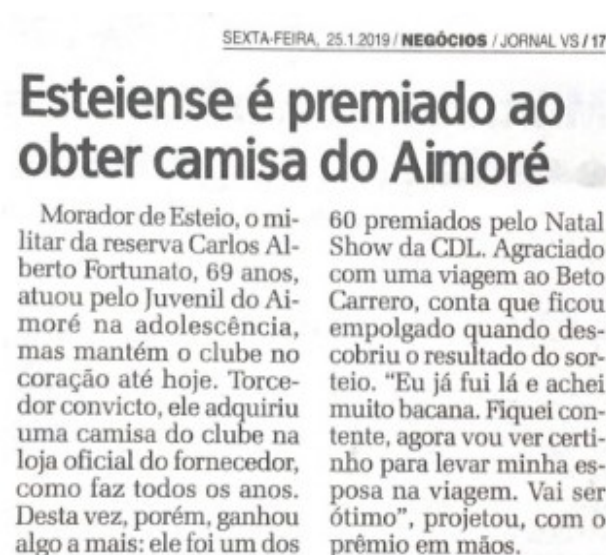 SEXTA-FEIRA, 25.1.2019 / NEGÓCIOS / JORNAL VS / 17
Esteiense é premiado ao
obter camisa do Aimoré
Morador de Esteio, o mi-
litar da reserva Carlos Al-
berto Fortunato, 69 anos,
atuou pelo Juvenil do Ai-
moré na adolescência,
mas mantém o clube no
coração até hoje. Torce-
dor convicto, ele adquiriu
uma camisa do clube na
loja oficial do fornecedor,
como faz todos os anos.
Desta vez, porém, ganhou
algo a mais: ele foi um dos
60 premiados pelo Natal
Show da CDL. Agraciado
com uma viagem ao Beto
Carrero, conta que ficou
empolgado quando des-
cobriu o resultado do sor-
teio. “Eu já fui lá e achei
muito bacana. Fiquei con-
tente, agora vou ver certi-
nho para levar minha es-
posa na viagem. Vai ser
ótimo”, projetou, com o
prêmio em mãos.